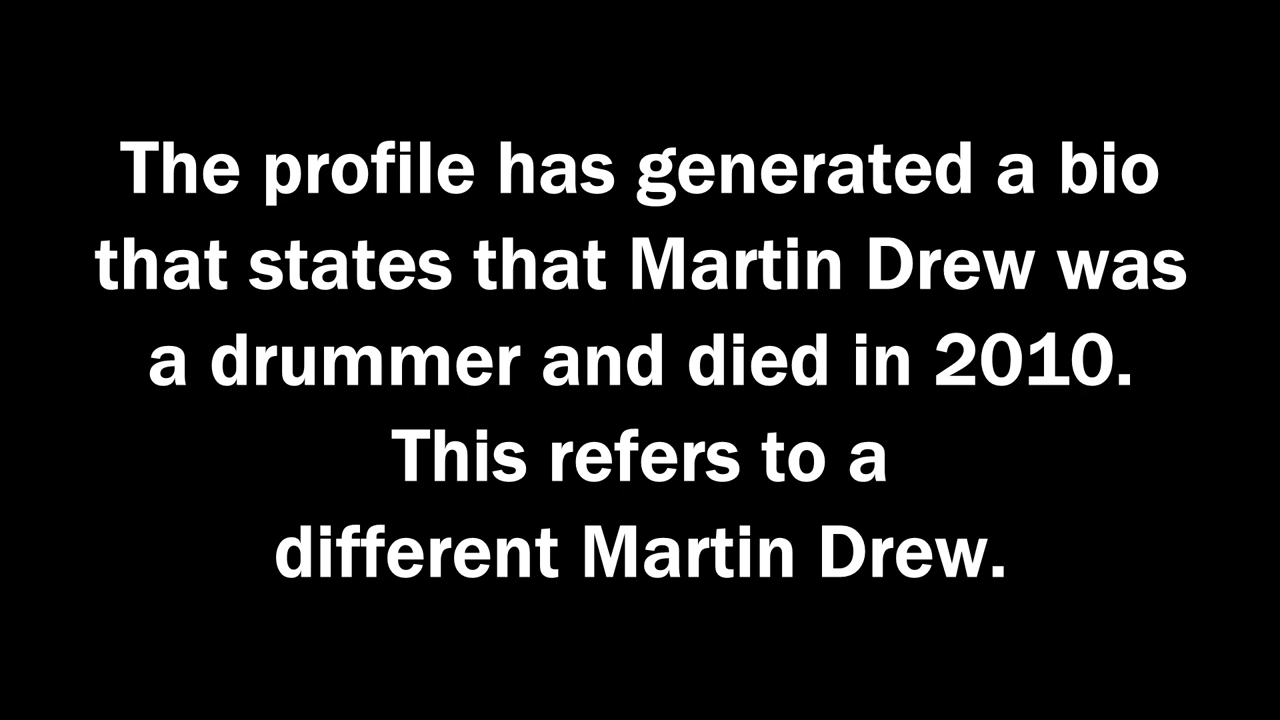 The profile has generated a bio
that states that Martin Drew was
a drummer and died in 2010.
This refers to a
different Martin Drew.